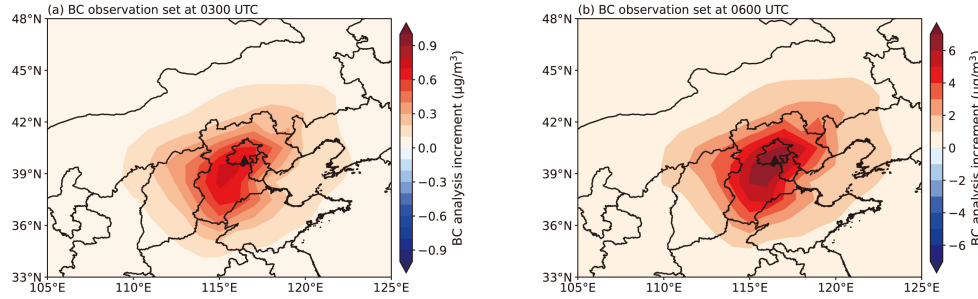 (a) BC observation set at 0300 UTC
48°N
45°N
42°N
39°N
36°N
33°N
105°E
110°E
115°E
120°E
125°E
0.9
0.6
0.3
0.0
−0.3
−0.6
−0.9
BC analysis increment (μg/m³)
(b) BC observation set at 0600 UTC
48°N
45°N
42°N
39°N
36°N
33°N
105°E
110°E
115°E
120°E
125°E
6
4
2
0
−2
−4
−6
BC analysis increment (μg/m³)